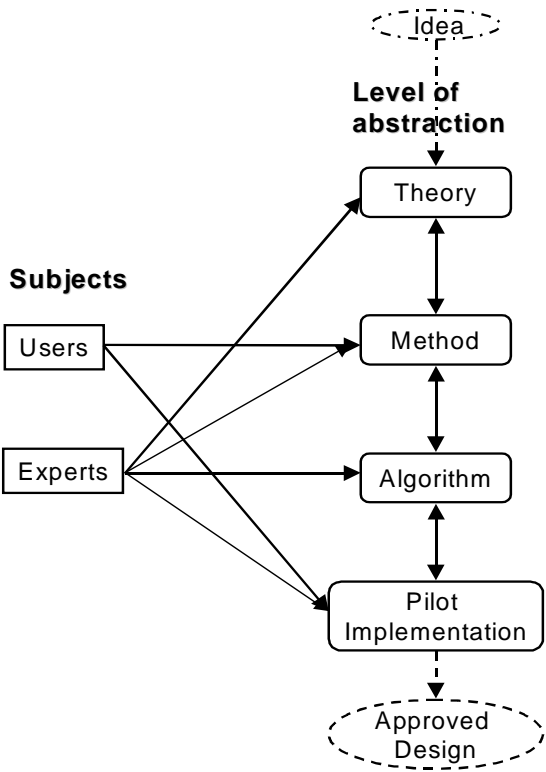 Idea
Level of
abstraction
Theory
Subjects
Users
Method
Experts
Algorithm
Pilot
Implementation
Approved
Design